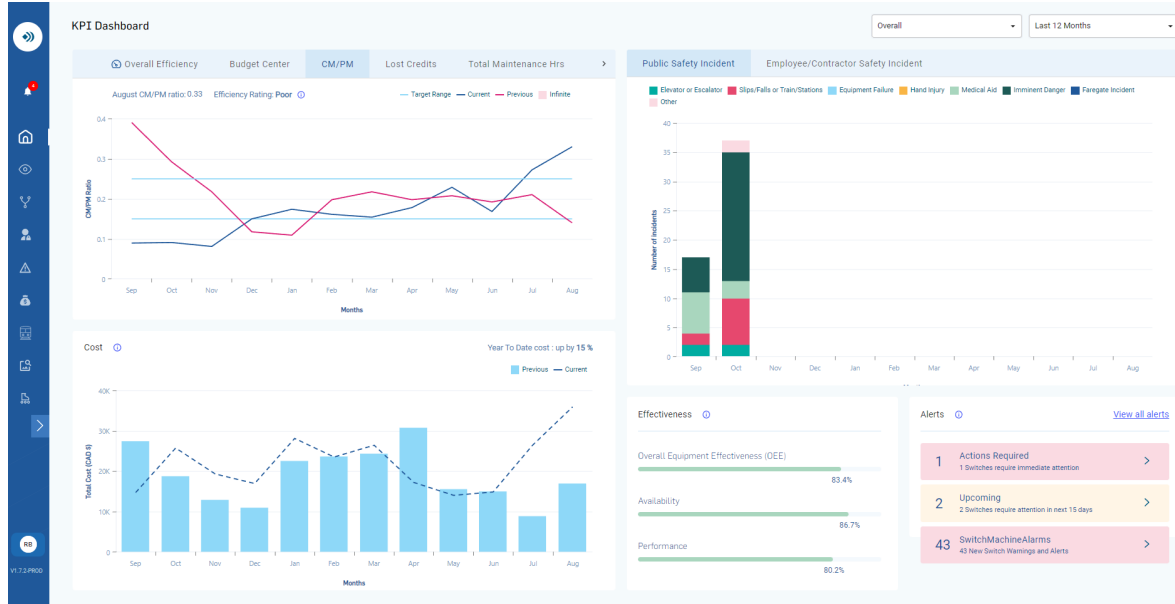 KPI Dashboard
Overall
Last 12 Months
4
Overall Efficiency
Budget Center
CM/PM
Lost Credits
Total Maintenance Hrs
August CM/PM ratio: 0.33 Efficiency Rating: Poor
Target Range
Current
Previous
Infinite
CM/PM Ratio
0.4
0.3
0.2
0.1
0
Sep Oct Nov Dec Jan Feb Mar Apr May Jun Jul Aug
Months
Cost
Year To Date cost : up by 15 %
Previous
Current
Total Cost (CAD $)
40K
30K
20K
10K
0
Sep Oct Nov Dec Jan Feb Mar Apr May Jun Jul Aug
Months
Public Safety Incident
Employee/Contractor Safety Incident
Elevator or Escalator
Slips/Falls or Train/Stations
Equipment Failure
Hand Injury
Medical Aid
Imminent Danger
Faregate Incident
Other
Number of incidents
40
35
30
25
20
15
10
5
0
Sep Oct Nov Dec Jan Feb Mar Apr May Jun Jul Aug
Effectiveness
Overall Equipment Effectiveness (OEE)
83.4%
Availability
86.7%
Performance
80.2%
Alerts
View all alerts
1
Actions Required
1 Switches require immediate attention
2
Upcoming
2 Switches require attention in next 15 days
43
SwitchMachineAlarms
43 New Switch Warnings and Alerts
RB
V1.7.2-PROD